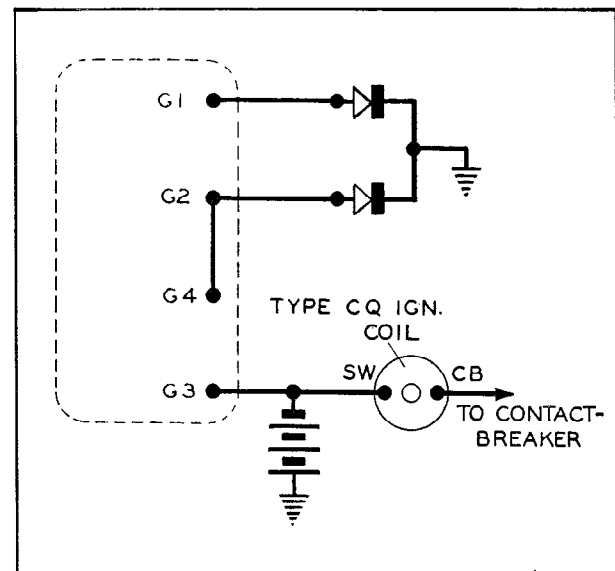 G1
G2
G4
TYPE CQ IGN.
COIL
G3
SW
CB
TO CONTACT-
BREAKER